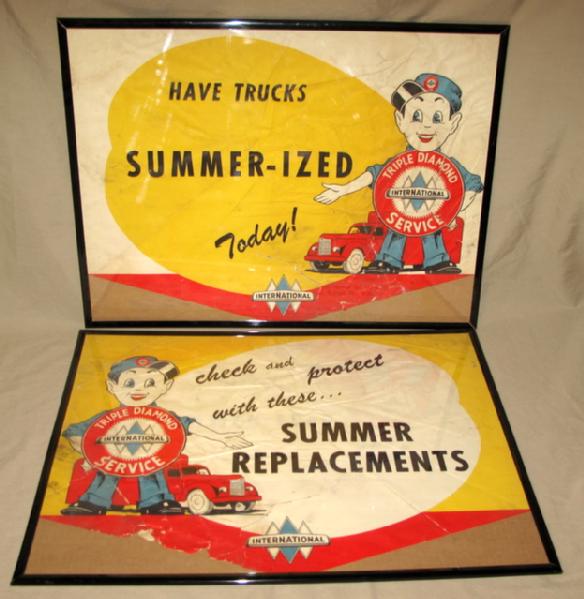 HAVE TRUCKS
SUMMER-IZED
Today!
TRIPLE DIAMOND
INTERNATIONAL
SERVICE
INTERNATIONAL
check and protect
with these...
SUMMER
REPLACEMENTS
TRIPLE DIAMOND
INTERNATIONAL
SERVICE
INTERNATIONAL